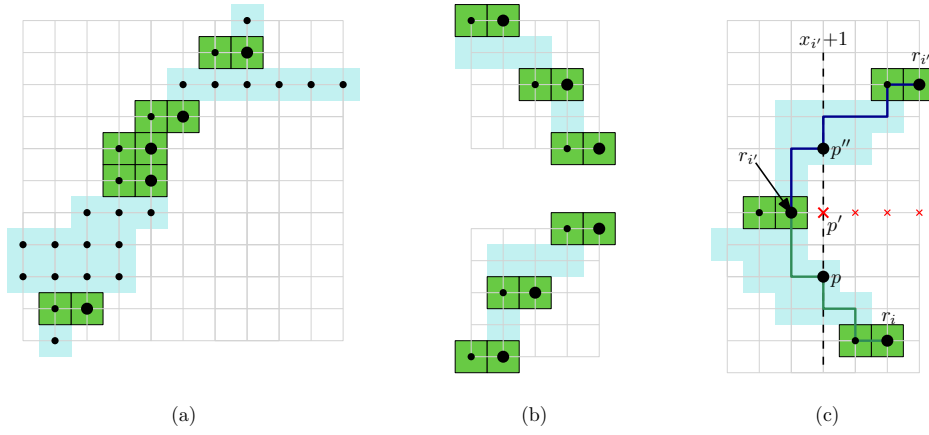 x_{i'}+1
r_{i'}
r_{i'}
p''
p'
p
r_i
(a)
(b)
(c)